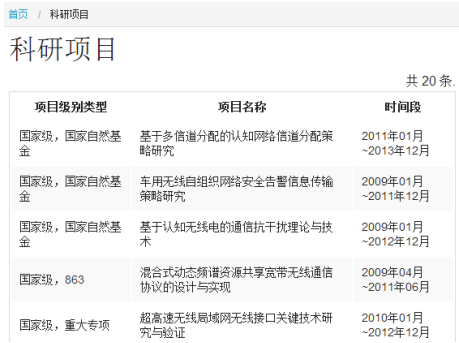 首页 / 科研项目
科研项目
共 20 条.
项目级别类型 项目名称 时间段
国家级，国家自然基 基于多信道分配的认知网络信道分配策 2011年01月
金 略研究 ~2013年12月
国家级，国家自然基 车用无线自组织网络安全告警信息传输 2009年01月
金 策略研究 ~2011年12月
国家级，国家自然基 基于认知无线电的通信抗干扰理论与技 2009年01月
金 术 ~2012年12月
国家级，863 混合式动态频谱资源共享宽带无线通信 2009年04月
协议的设计与实现 ~2011年06月
国家级，重大专项 超高速无线局域网无线接口关键技术研 2010年01月
究与验证 ~2012年12月